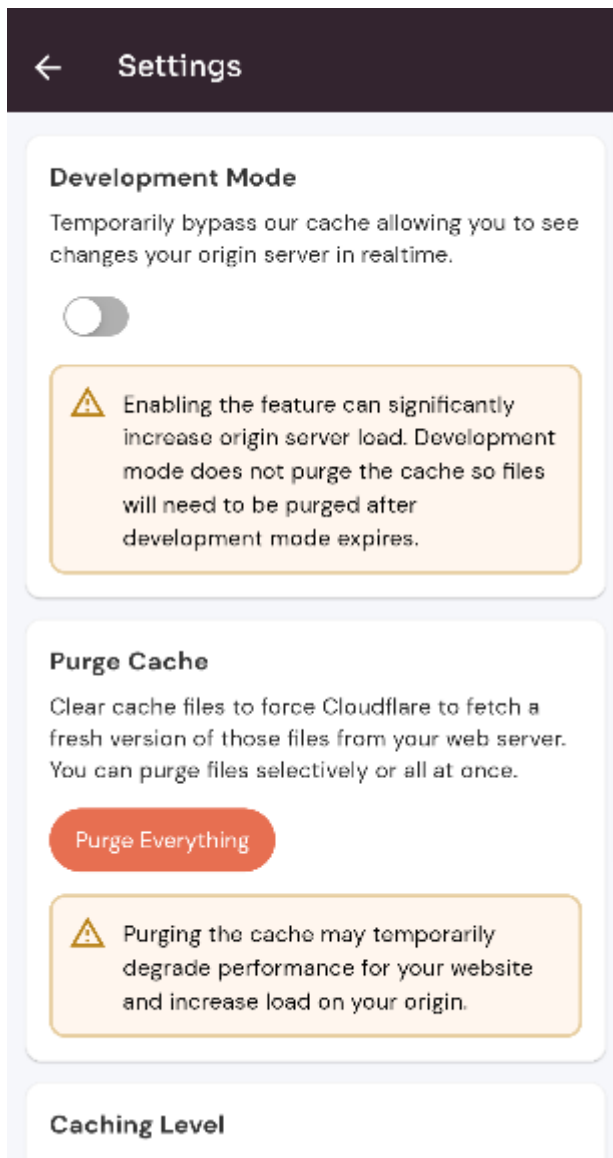 Settings
Development Mode
Temporarily bypass our cache allowing you to see
changes your origin server in realtime.
Enabling the feature can significantly
increase origin server load. Development
mode does not purge the cache so files
will need to be purged after
development mode expires.
Purge Cache
Clear cache files to force Cloudflare to fetch a
fresh version of those files from your web server.
You can purge files selectively or all at once.
Purge Everything
Purging the cache may temporarily
degrade performance for your website
and increase load on your origin.
Caching Level